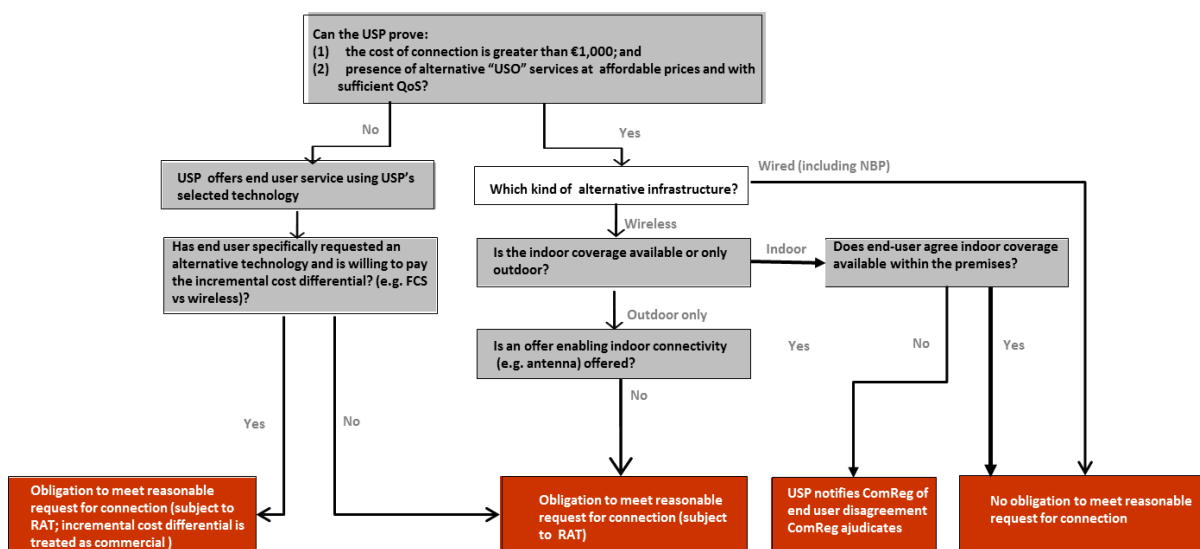 Can the USP prove:
(1) the cost of connection is greater than €1,000; and
(2) presence of alternative “USO” services at affordable prices and with
sufficient QoS?
No
Yes
USP offers end user service using USP’s
selected technology
Which kind of alternative infrastructure?
Wired (including NBP)
Wireless
Has end user specifically requested an
alternative technology and is willing to pay
the incremental cost differential? (e.g. FCS
vs wireless)?
Is the indoor coverage available or only
outdoor?
Indoor
Does end-user agree indoor coverage
available within the premises?
Outdoor only
Is an offer enabling indoor connectivity
(e.g. antenna) offered?
Yes
No
Yes
No
Yes
No
Obligation to meet reasonable
request for connection (subject to
RAT; incremental cost differential is
treated as commercial )
Obligation to meet reasonable
request for connection (subject
to RAT)
USP notifies ComReg of
end user disagreement
ComReg ajudicates
No obligation to meet reasonable
request for connection